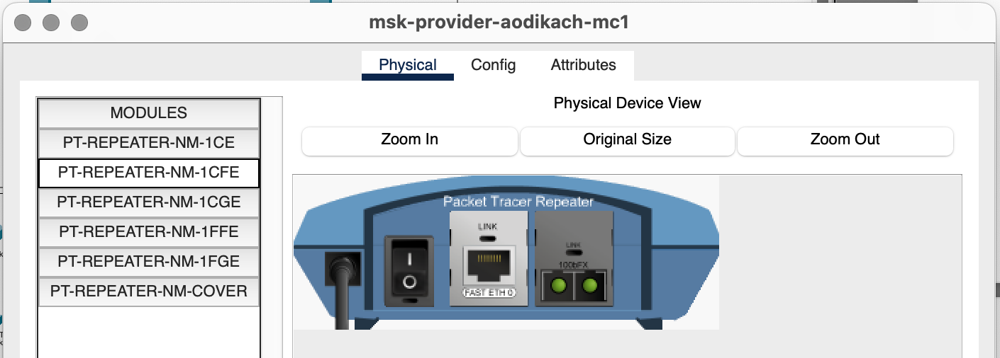 msk-provider-aodikach-mc1
Physical Config Attributes
MODULES
PT-REPEATER-NM-1CE
PT-REPEATER-NM-1CFE
PT-REPEATER-NM-1CGE
PT-REPEATER-NM-1FFE
PT-REPEATER-NM-1FGE
PT-REPEATER-NM-COVER
Physical Device View
Zoom In Original Size Zoom Out
Packet Tracer Repeater
LINK
LINK
100bFX
FAST ETH 0